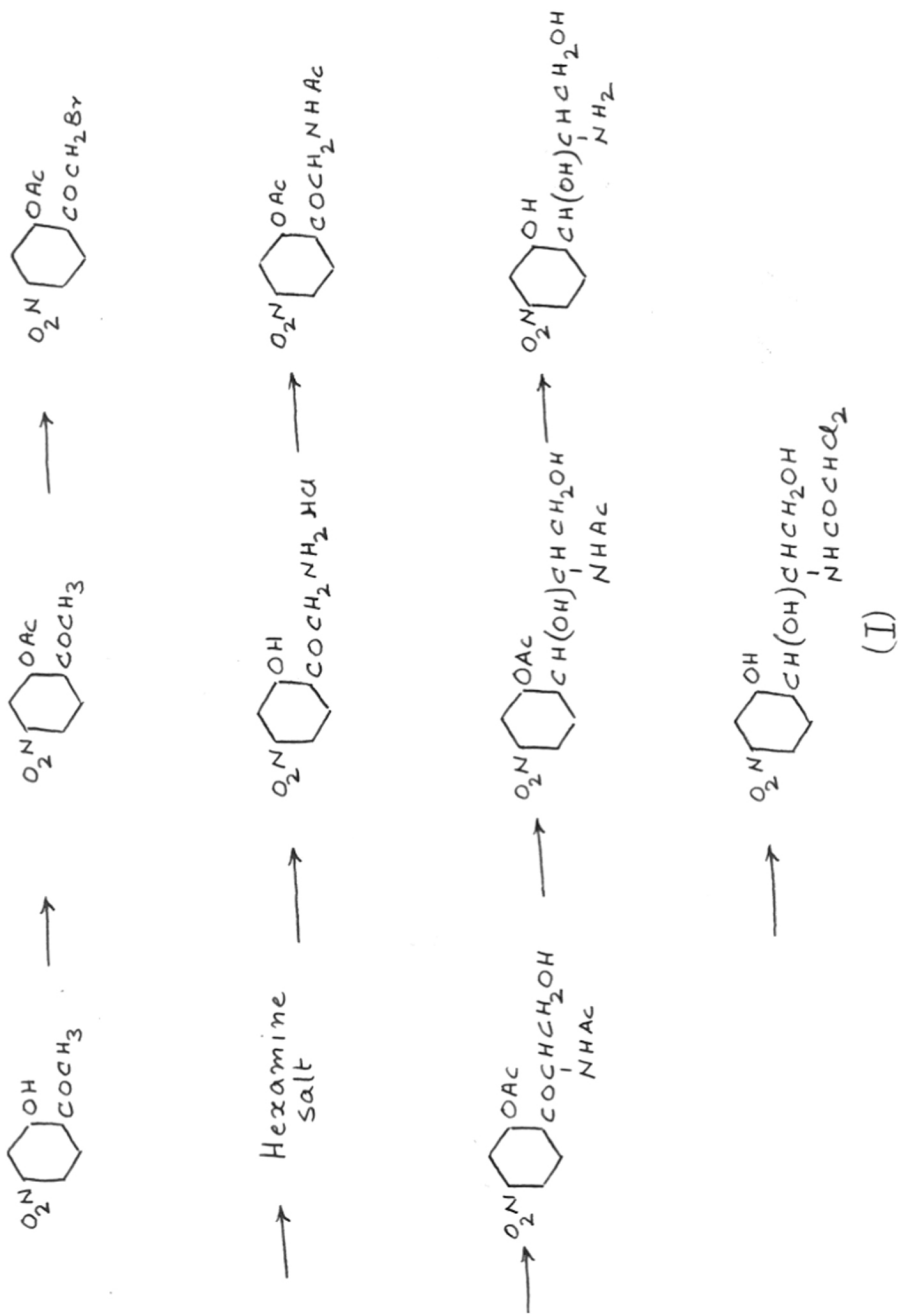 O2N OH → O2N OAc → O2N OAc
COCH3 COCH3 COCH2Br
→ Hexamine salt → O2N OH → O2N OAc
COCH2NH2 HCl COCH2NHAc
→ O2N OAc → O2N OAc → O2N OH
COCHCH2OH CH(OH)CHCH2OH CH(OH)CHCH2OH
NHAc NHAc NH2
→ O2N OH
CH(OH)CHCH2OH
NHCOCHCl2
(I)